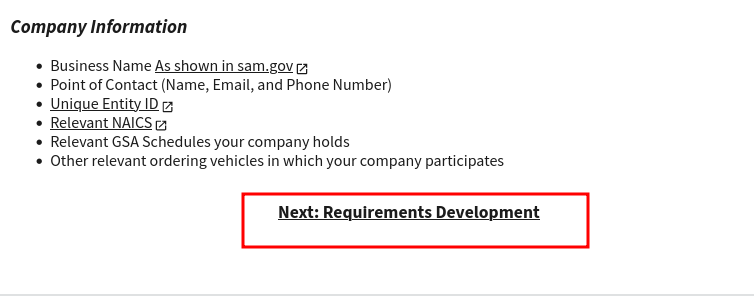 Company Information
Business Name As shown in sam.gov
Point of Contact (Name, Email, and Phone Number)
Unique Entity ID
Relevant NAICS
Relevant GSA Schedules your company holds
Other relevant ordering vehicles in which your company participates
Next: Requirements Development